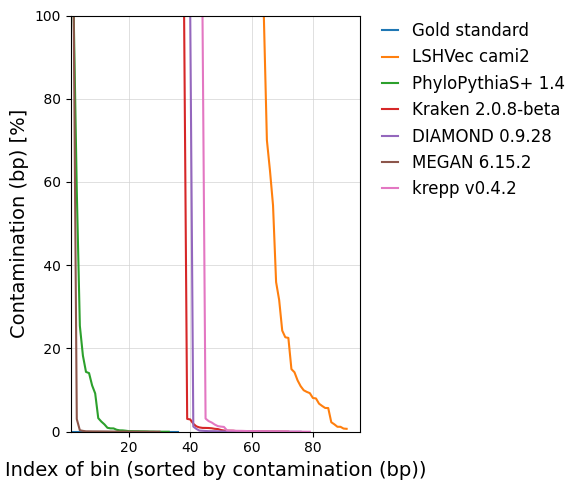 100
80
60
40
20
0
20
40
60
80
Contamination (bp) [%]
Index of bin (sorted by contamination (bp))
Gold standard
LSHVec cami2
PhyloPythiaS+ 1.4
Kraken 2.0.8-beta
DIAMOND 0.9.28
MEGAN 6.15.2
krepp v0.4.2